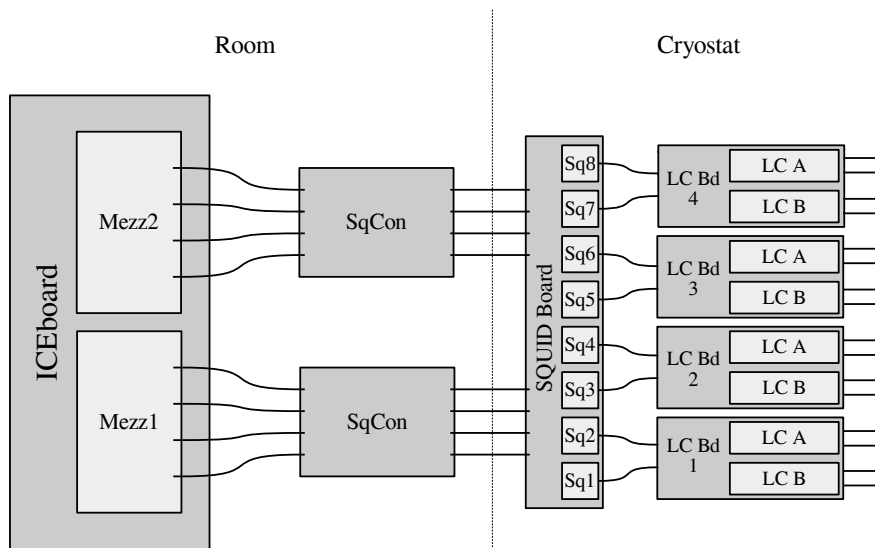 Room
Cryostat
ICEboard
Mezz2
Mezz1
SqCon
SqCon
SQUID Board
Sq8
Sq7
Sq6
Sq5
Sq4
Sq3
Sq2
Sq1
LC Bd
4
LC A
LC B
LC Bd
3
LC A
LC B
LC Bd
2
LC A
LC B
LC Bd
1
LC A
LC B